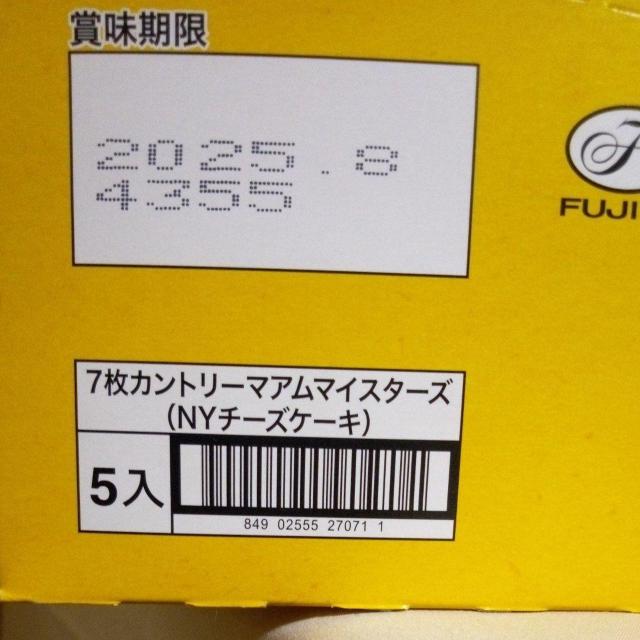 賞味期限
2025.8
4355
FUJI
7枚カントリーマアムマイスターズ
(NYチーズケーキ)
5入
849 02555 27071 1